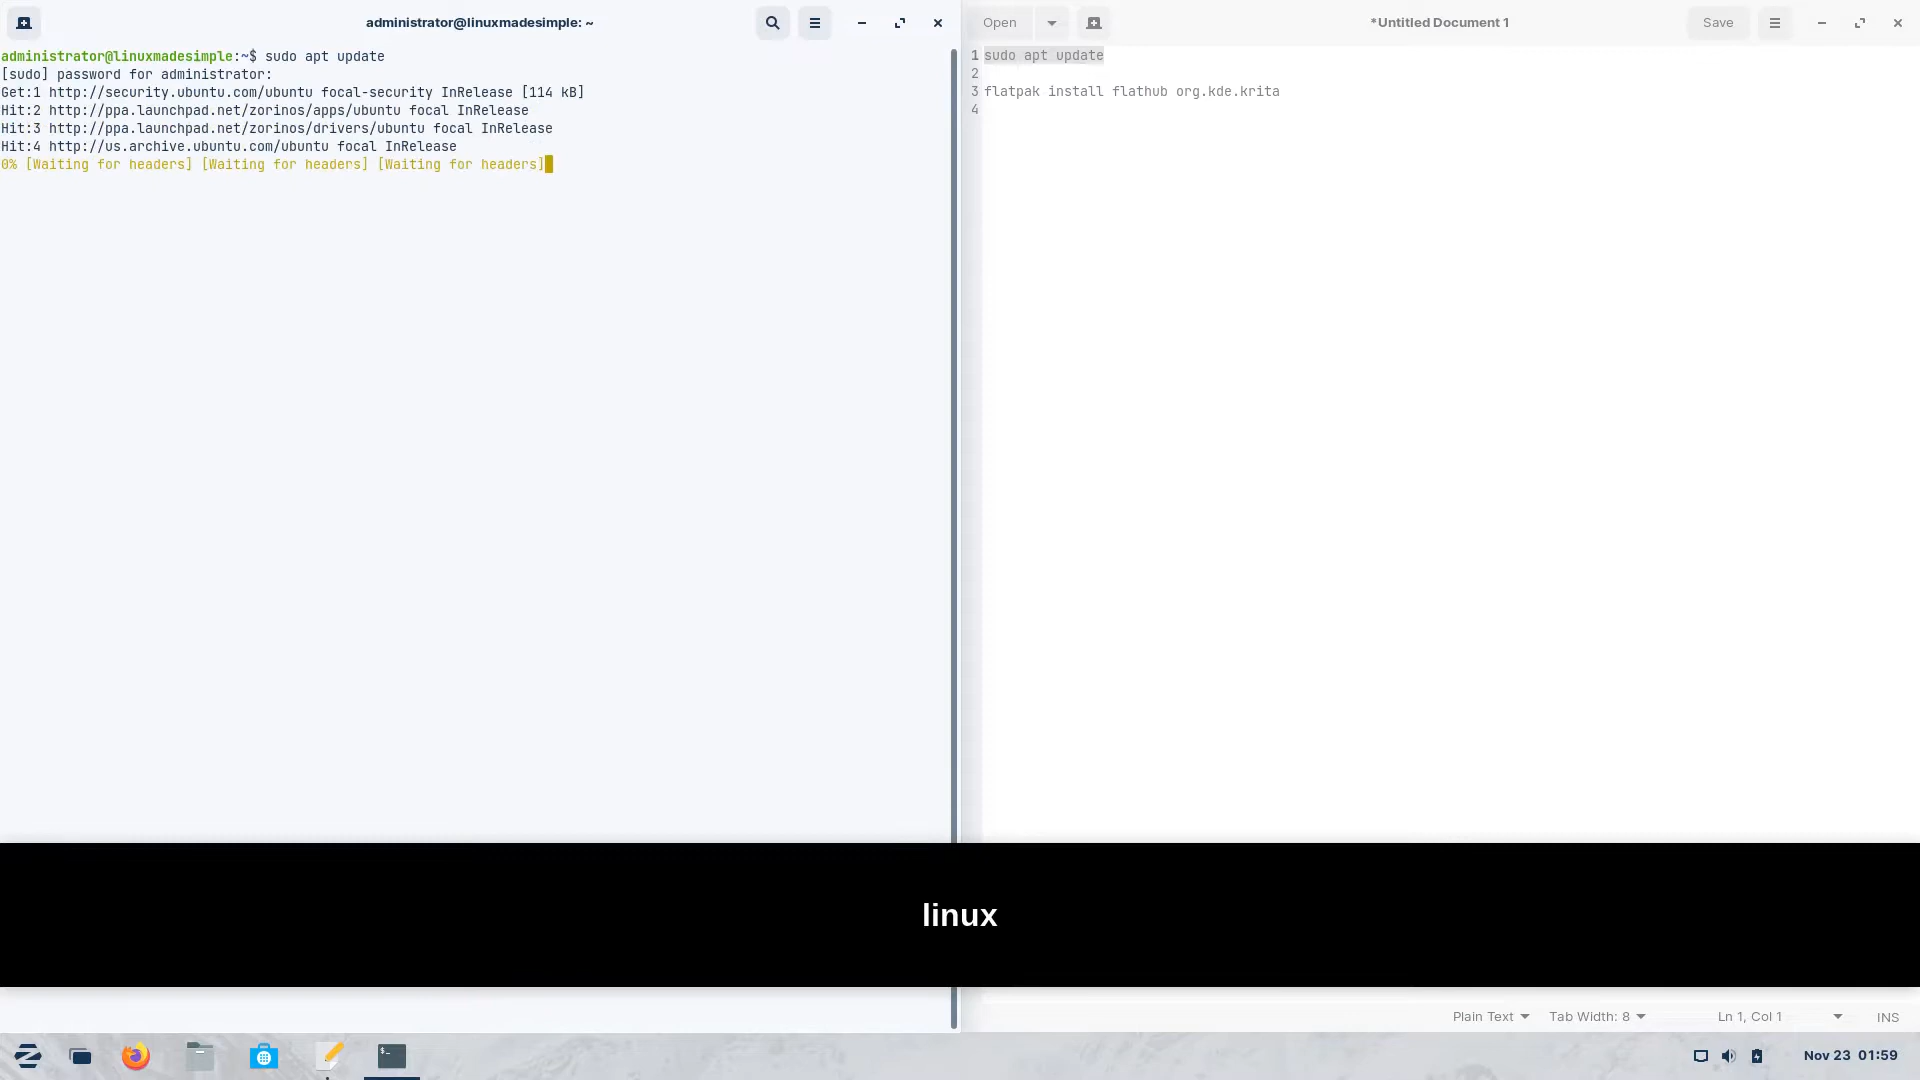 administrator@linuxmadesimple: ~
administrator@linuxmadesimple:~$ sudo apt update
[sudo] password for administrator:
Get:1 http://security.ubuntu.com/ubuntu focal-security InRelease [114 kB]
Hit:2 http://ppa.launchpad.net/zorinos/apps/ubuntu focal InRelease
Hit:3 http://ppa.launchpad.net/zorinos/drivers/ubuntu focal InRelease
Hit:4 http://us.archive.ubuntu.com/ubuntu focal InRelease
0% [Waiting for headers] [Waiting for headers] [Waiting for headers]
Open
*Untitled Document 1
Save
1 sudo apt update
2
3 flatpak install flathub org.kde.krita
4
linux
Plain Text
Tab Width: 8
Ln 1, Col 1
INS
Nov 23 01:59